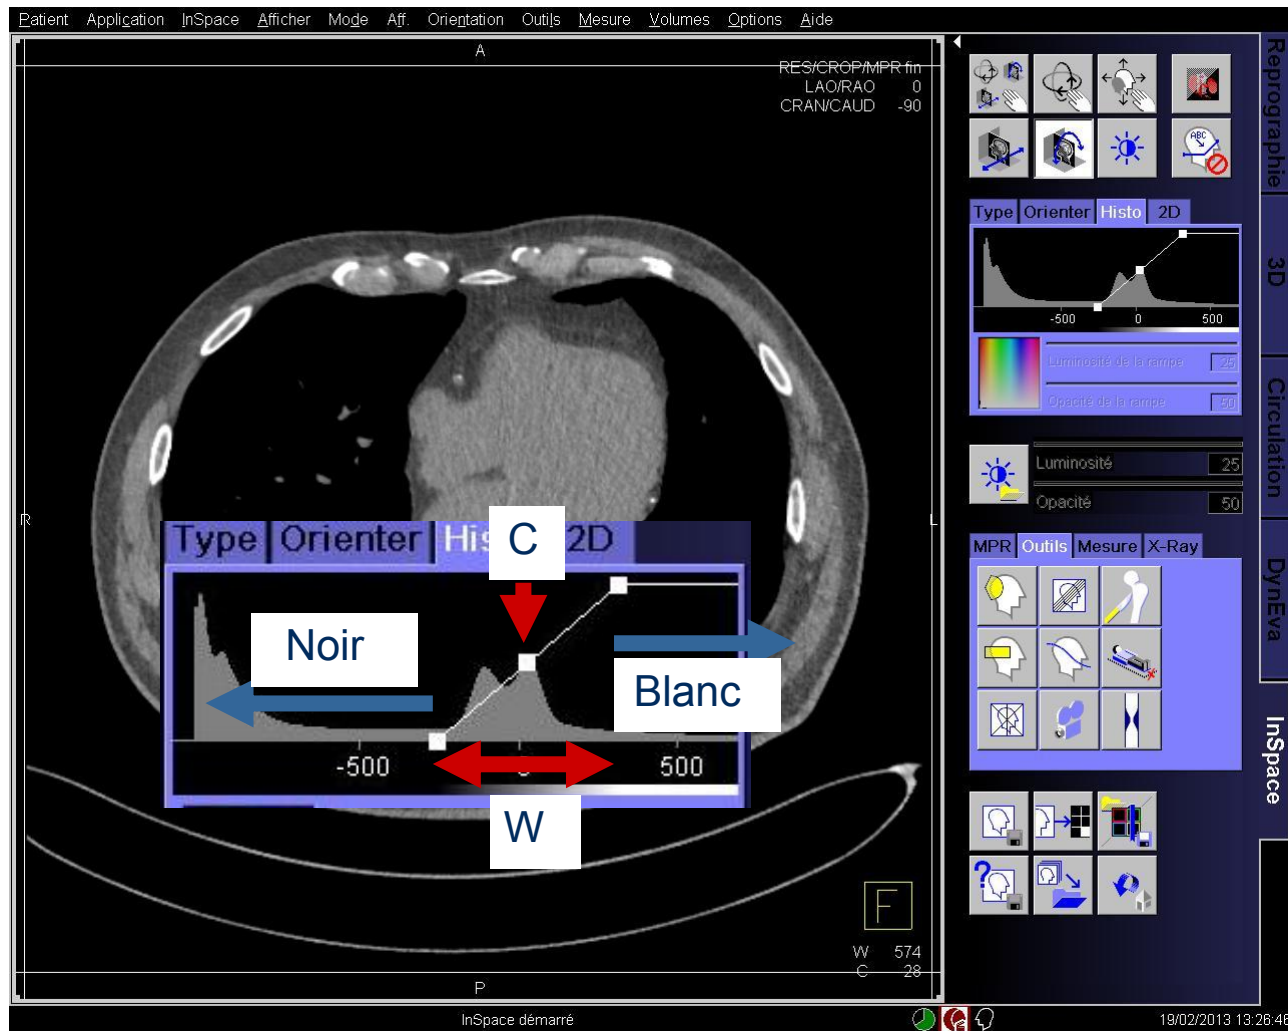 Patient Application InSpace Afficher Mode Aff. Orientation Outils Mesure Volumes Options Aide
A
RES/CROP/MPR fin
LAO/RAO 0
CRAN/CAUD -90
R
L
Type Orienter His 2D
C
Noir
Blanc
-500 500
W
F
W 574
C 28
P
ABC
Type Orienter Histo 2D
-500 0 500
Luminosité de la rampe 25
Opacité de la rampe 50
Luminosité 25
Opacité 50
MPR Outils Mesure X-Ray
?
Reprographie
3D
Circulation
DynEva
InSpace
InSpace démarré
19/02/2013 13:26:46